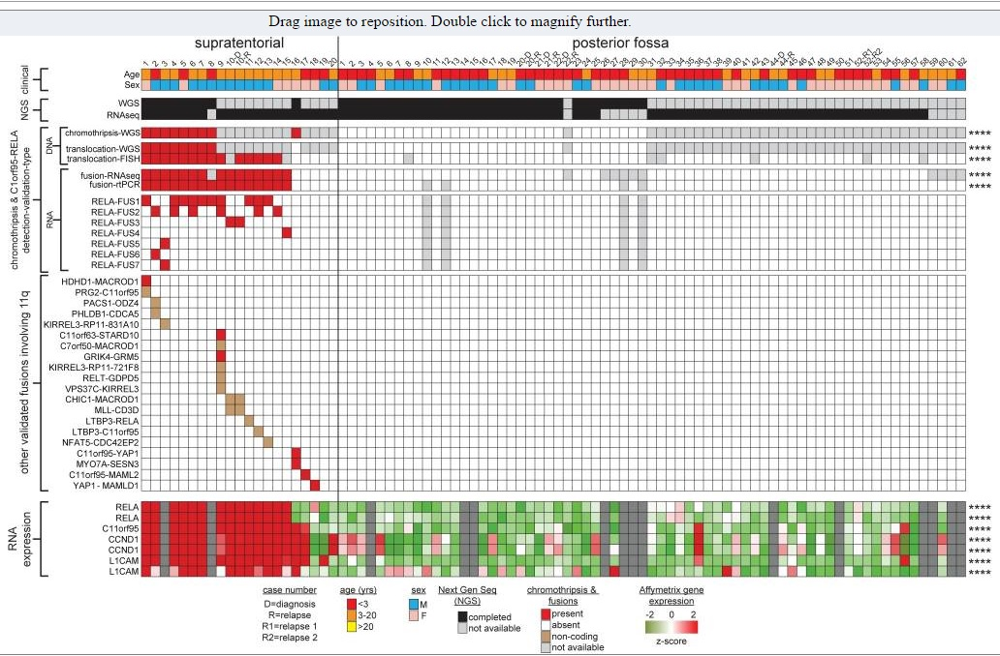 Drag image to reposition. Double click to magnify further.
supratentorial
posterior fossa
clinical
Age
Sex
NGS
WGS
RNAseq
chromothripsis & C1orf95-RELA
detection-validation-type
DNA
chromothripsis-WGS
****
translocation-WGS
****
translocation-FISH
****
RNA
fusion-RNAseq
****
fusion-rtPCR
****
RELA-FUS1
RELA-FUS2
RELA-FUS3
RELA-FUS4
RELA-FUS5
RELA-FUS6
RELA-FUS7
other validated fusions involving 11q
HDHD1-MACROD1
PRG2-C11orf95
PACS1-ODZ4
PHLDB1-CDCA5
KIRREL3-RP11-831A10
C11orf63-STARD10
C7orf50-MACROD1
GRIK4-GRM5
KIRREL3-RP11-721F8
RELT-GDPD5
VPS37C-KIRREL3
CHIC1-MACROD1
MLL-CD3D
LTBP3-RELA
LTBP3-C11orf95
NFAT5-CDC42EP2
C11orf95-YAP1
MYO7A-SESN3
C11orf95-MAML2
YAP1 - MAMLD1
RNA
expression
RELA
****
RELA
****
C11orf95
****
CCND1
****
CCND1
****
L1CAM
****
L1CAM
****
case number
D=diagnosis
R=relapse
R1=relapse 1
R2=relapse 2
age (yrs)
<3
3-20
>20
sex
M
F
Next Gen Seq
(NGS)
completed
not available
chromothripsis &
fusions
present
absent
non-coding
not available
Affymetrix gene
expression
-2 0 2
z-score